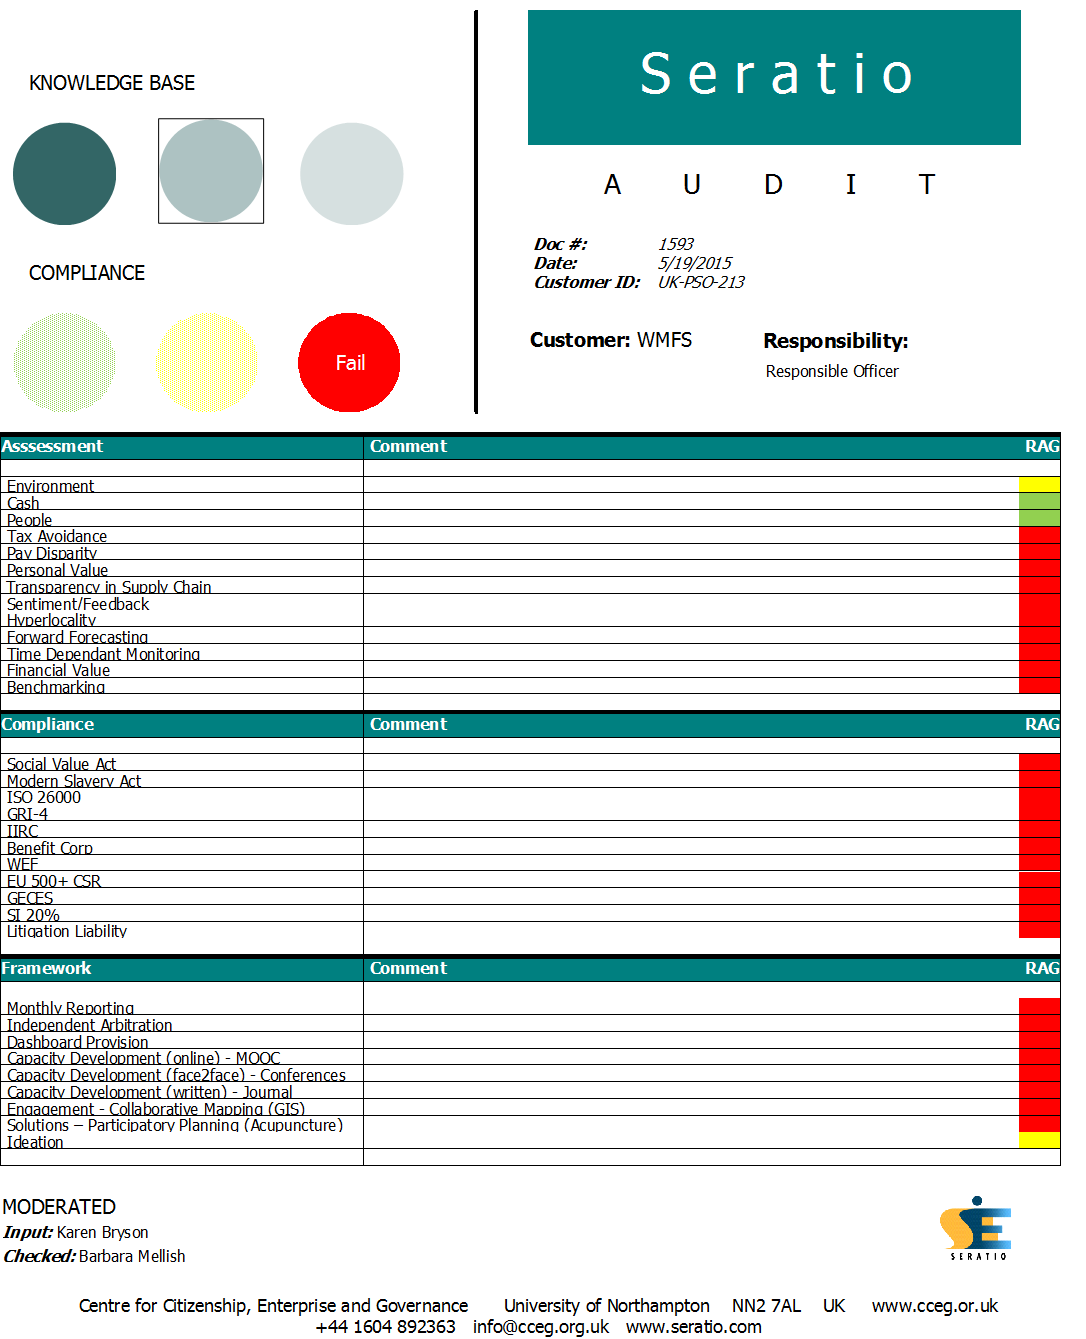 KNOWLEDGE BASE
COMPLIANCE
Fail
Seratio
AUDIT
Doc #: 1593
Date: 5/19/2015
Customer ID: UK-PSO-213
Customer: WMFS
Responsibility:
Responsible Officer
Asssessment Comment RAG
Environment
Cash
People
Tax Avoidance
Pay Disparity
Personal Value
Transparency in Supply Chain
Sentiment/Feedback
Hyperlocality
Forward Forecasting
Time Dependant Monitoring
Financial Value
Benchmarking
Compliance Comment RAG
Social Value Act
Modern Slavery Act
ISO 26000
GRI-4
IIRC
Benefit Corp
WEF
EU 500+ CSR
GECES
SI 20%
Litigation Liability
Framework Comment RAG
Monthly Reporting
Independent Arbitration
Dashboard Provision
Capacity Development (online) - MOOC
Capacity Development (face2face) - Conferences
Capacity Development (written) - Journal
Engagement - Collaborative Mapping (GIS)
Solutions – Participatory Planning (Acupuncture)
Ideation
MODERATED
Input: Karen Bryson
Checked: Barbara Mellish
SE
SERATIO
Centre for Citizenship, Enterprise and Governance University of Northampton NN2 7AL UK www.cceg.or.uk
+44 1604 892363 info@cceg.org.uk www.seratio.com